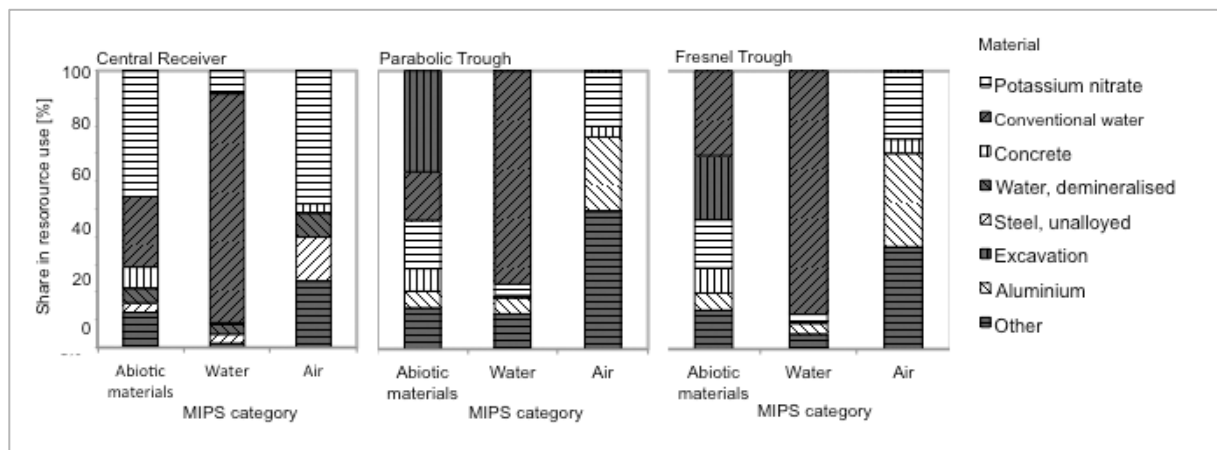 Central Receiver
Parabolic Trough
Fresnel Trough
Share in resorource use [%]
100
80
60
40
20
0
Abiotic materials
Water
Air
MIPS category
Abiotic materials
Water
Air
MIPS category
Abiotic materials
Water
Air
MIPS category
Material
Potassium nitrate
Conventional water
Concrete
Water, demineralised
Steel, unalloyed
Excavation
Aluminium
Other